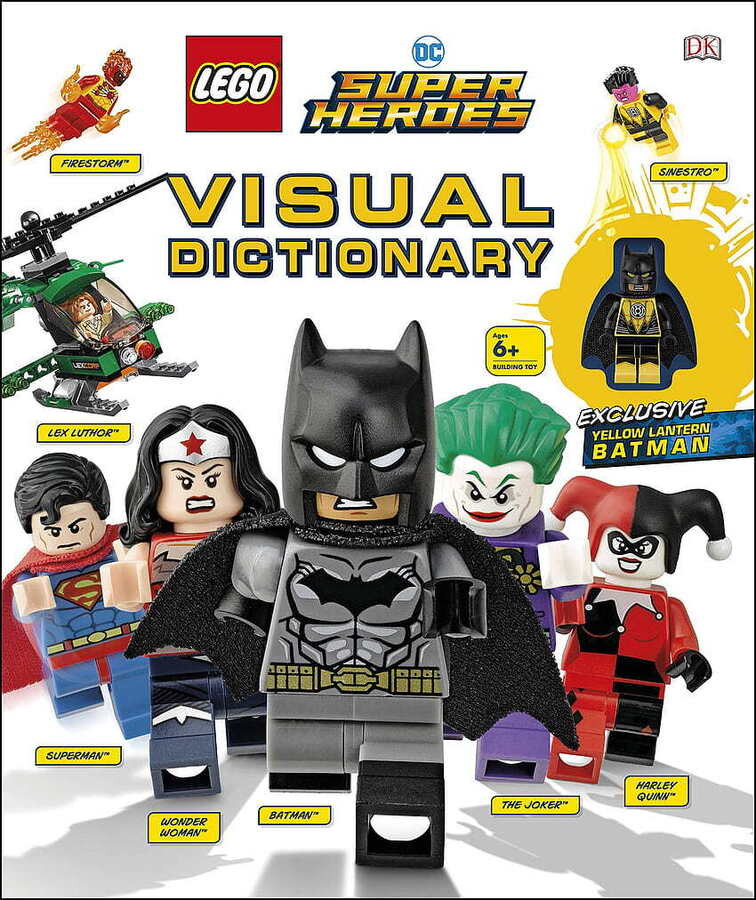 LEGO
DC
SUPER
HEROES
DK
FIRESTORM™
SINESTRO™
VISUAL
DICTIONARY
LEXCORP
Ages
6+
BUILDING TOY
EXCLUSIVE
YELLOW LANTERN
BATMAN
LEX LUTHOR™
SUPERMAN™
WONDER
WOMAN™
BATMAN™
THE JOKER™
HARLEY
QUINN™